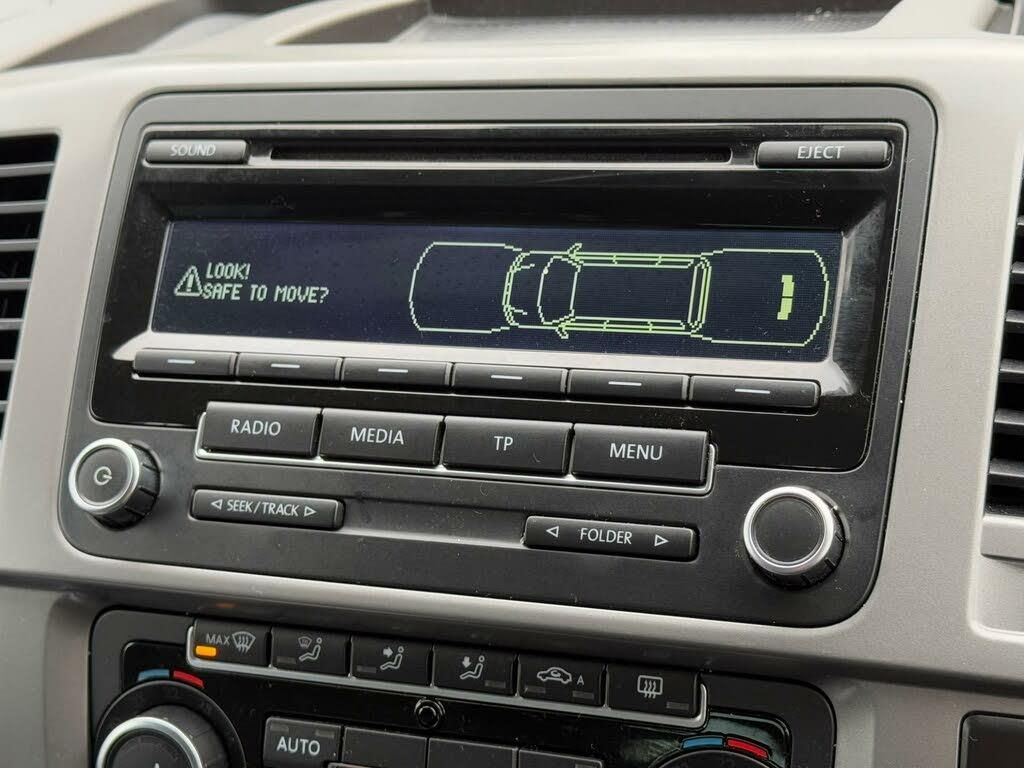 SOUND
EJECT
LOOK!
SAFE TO MOVE?
RADIO
MEDIA
TP
MENU
SEEK/TRACK
FOLDER
MAX
A
AUTO